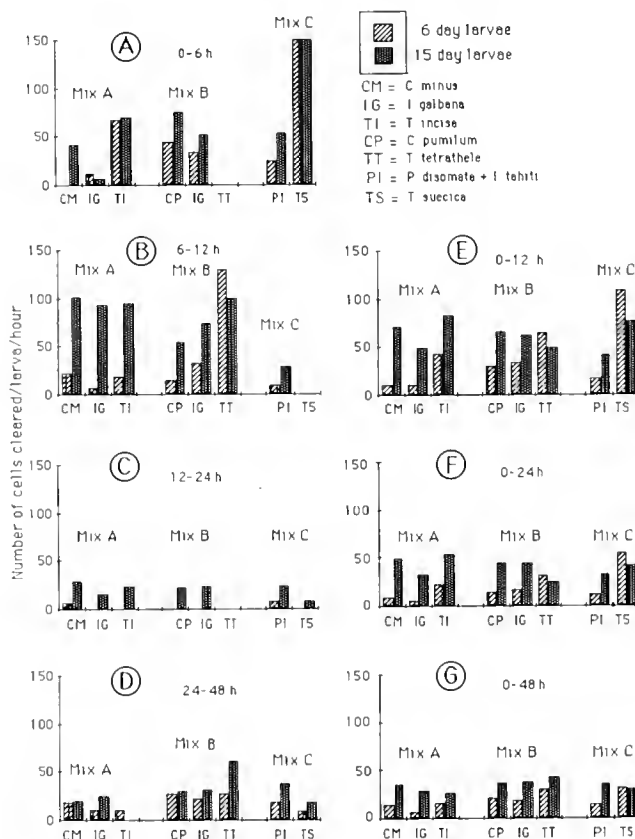 6 day larvae
15 day larvae
CM = C minus
IG = I galbana
TI = T incisa
CP = C pumilum
TT = T tetrathele
PI = P disomata + I tahiti
TS = T suecica
Number of cells cleared/larva/hour
A
0-6h
Mix A
Mix B
Mix C
150
100
50
0
CM IG TI CP IG TT PI TS
B
6-12 h
Mix A
Mix B
Mix C
150
100
50
0
CM IG TI CP IG TT PI TS
C
12-24 h
Mix A
Mix B
Mix C
150
100
50
0
CM IG TI CP IG TT PI TS
D
24-48 h
Mix A
Mix B
Mix C
150
100
50
0
CM IG TI CP IG TT PI TS
E
0-12 h
Mix A
Mix B
Mix C
150
100
50
0
CM IG TI CP IG TT PI TS
F
0-24h
Mix A
Mix B
Mix C
150
100
50
0
CM IG TI CP IG TT PI TS
G
0-48 h
Mix A
Mix B
Mix C
150
100
50
0
CM IG TI CP IG TT PI TS